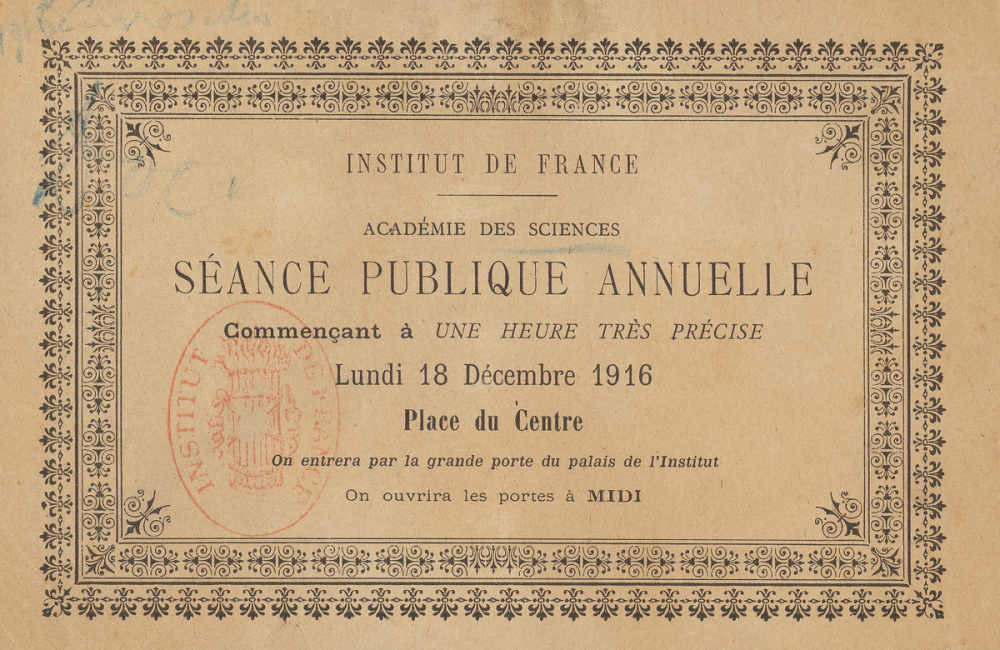 INSTITUT DE FRANCE
ACADÉMIE DES SCIENCES
SÉANCE PUBLIQUE ANNUELLE
Commençant à UNE HEURE TRÈS PRÉCISE
Lundi 18 Décembre 1916
Place du Centre
On entrera par la grande porte du palais de l'Institut
On ouvrira les portes à MIDI
INSTITUT DE FRANCE